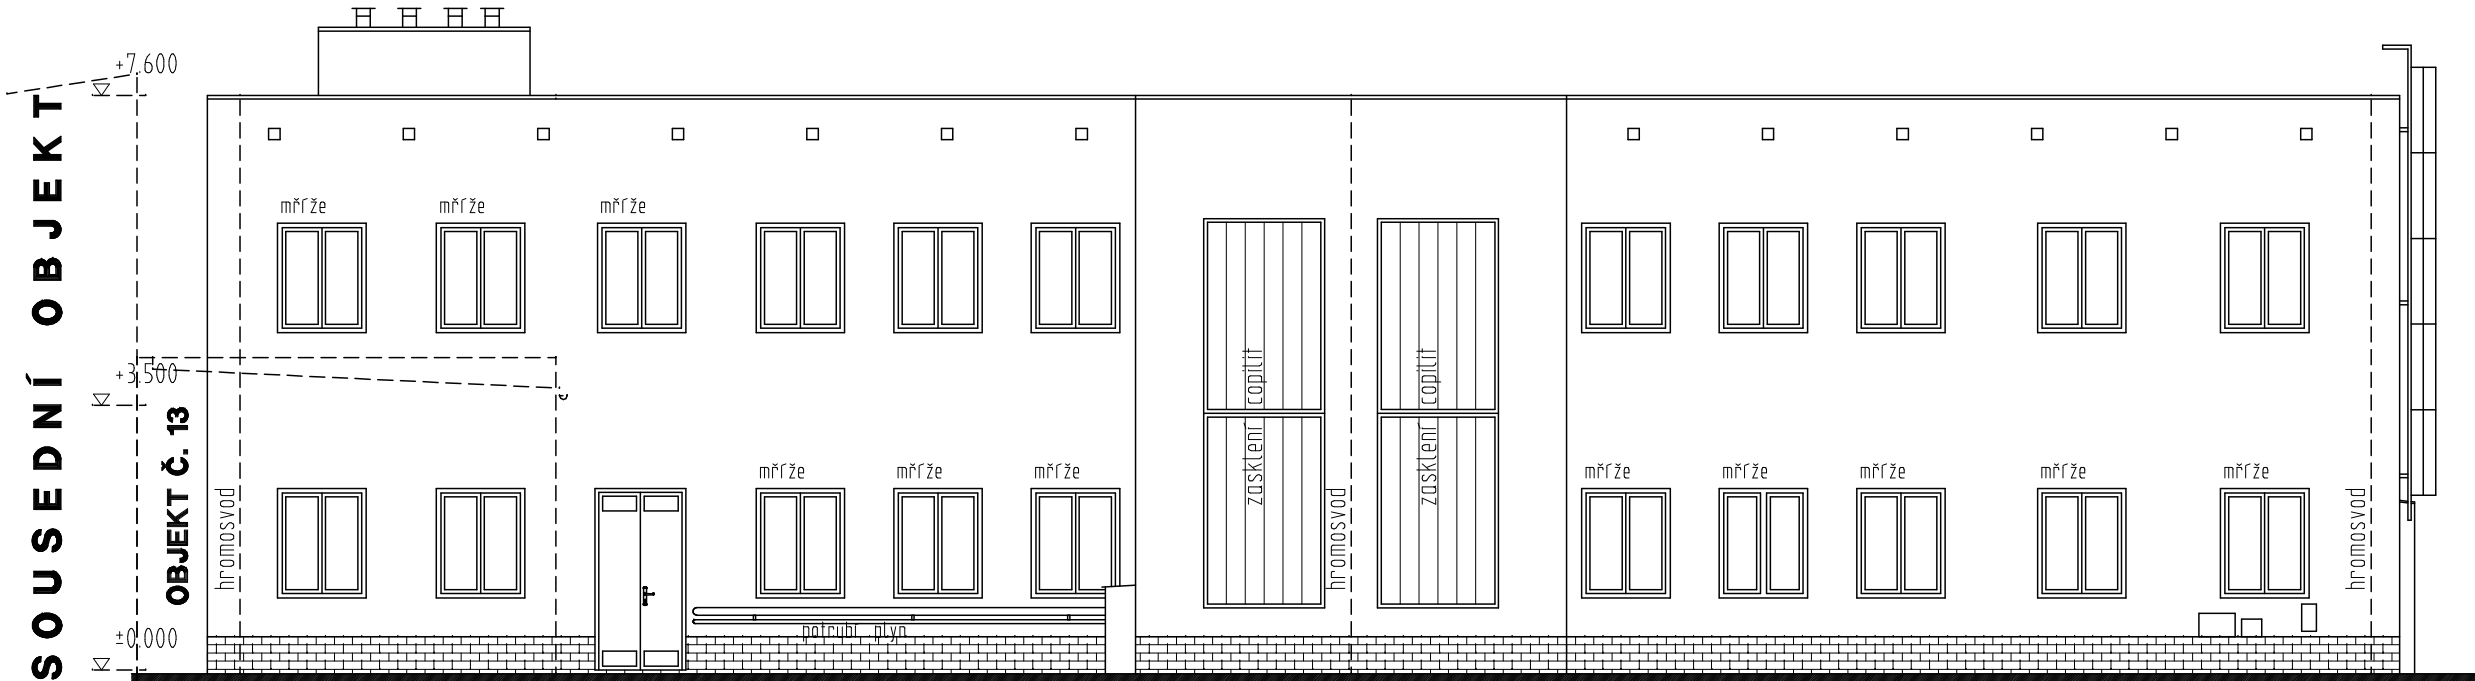 +7.600
SOUSEDNÍ OBJEKT
mříže
mříže
mříže
+3.500
OBJEKT Č. 13
hromosvod
zasklení copilit
zasklení copilit
hromosvod
hromosvod
mříže
mříže
mříže
mříže
mříže
mříže
mříže
mříže
potrubí plyn
±0.000